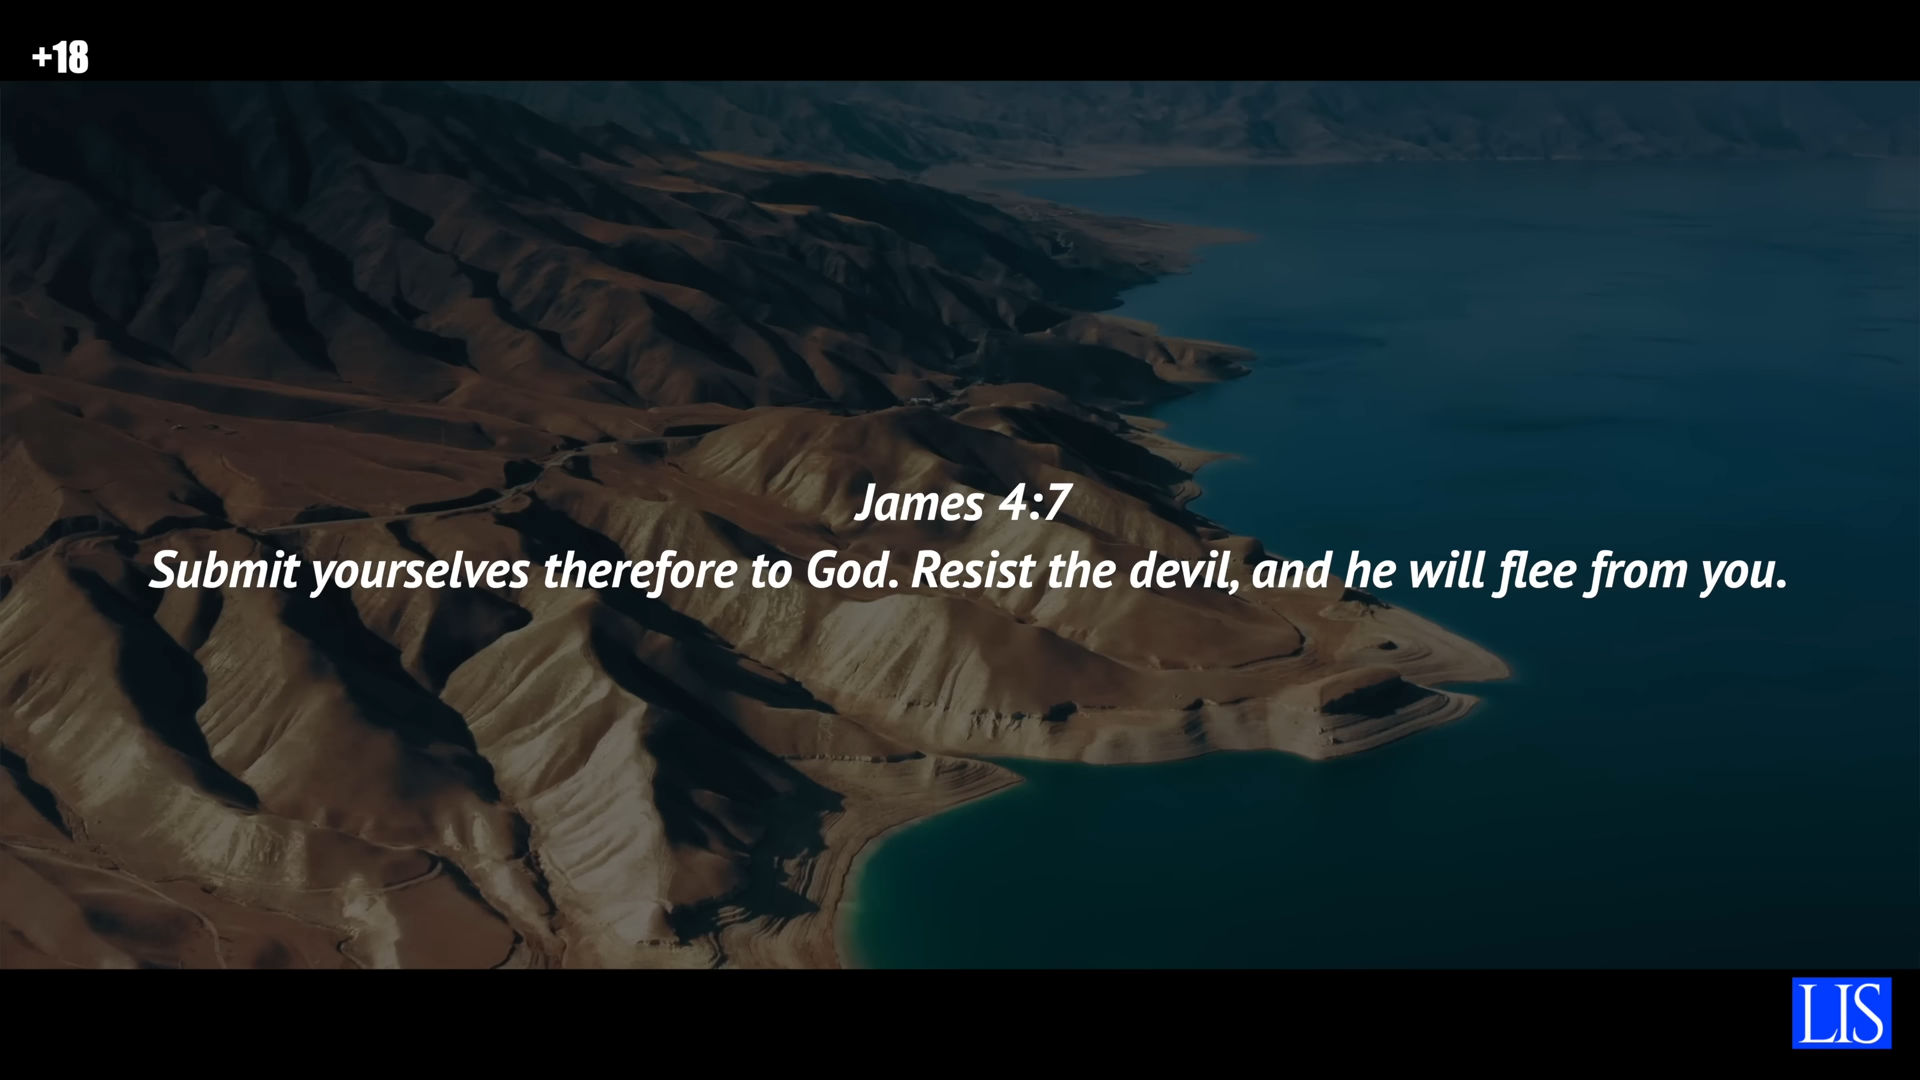 +18
James 4:7
Submit yourselves therefore to God. Resist the devil, and he will flee from you.
LIS